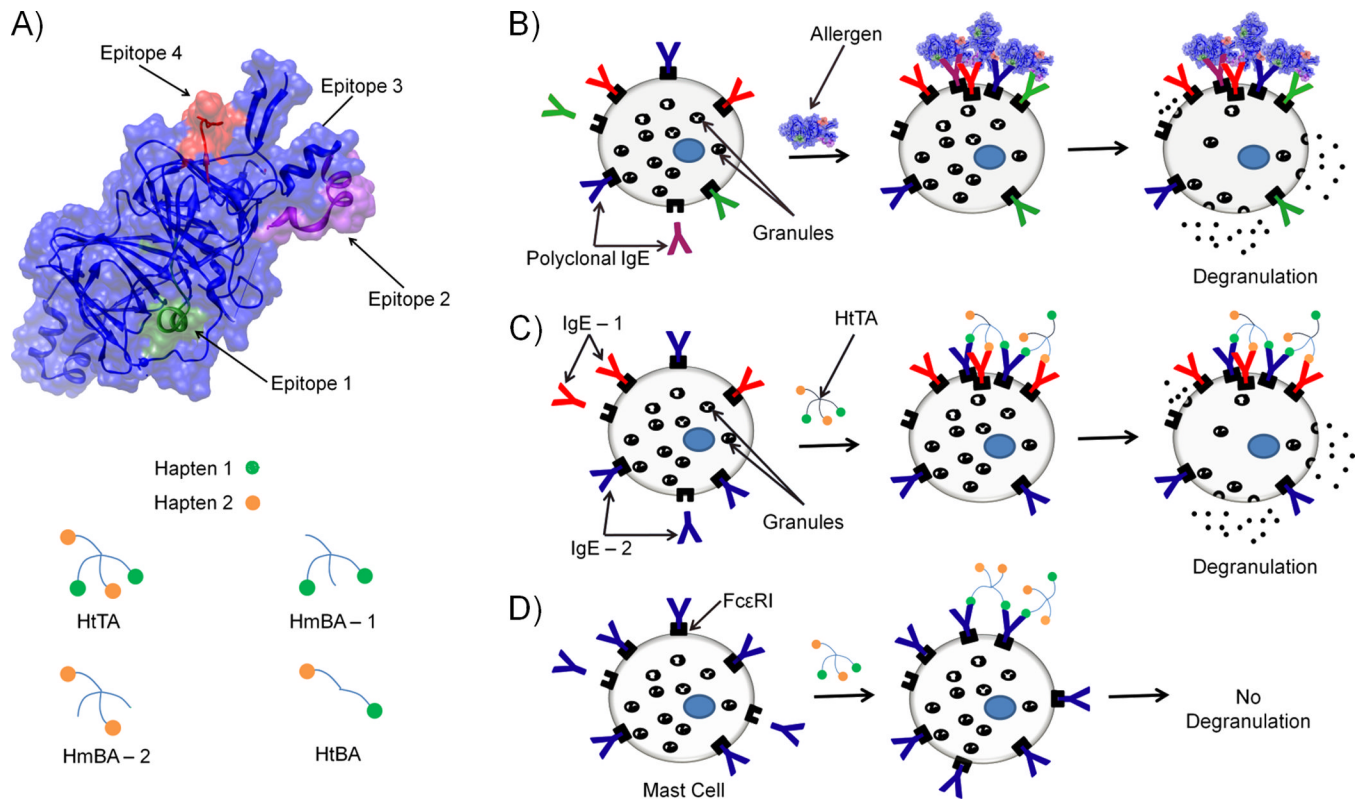 A)
Epitope 4
Epitope 3
Epitope 2
Epitope 1
Hapten 1
Hapten 2
HtTA
HmBA – 1
HmBA – 2
HtBA
B)
Allergen
Granules
Polyclonal IgE
Degranulation
C)
IgE – 1
HtTA
Granules
IgE – 2
Degranulation
D)
FcεRI
No
Degranulation
Mast Cell